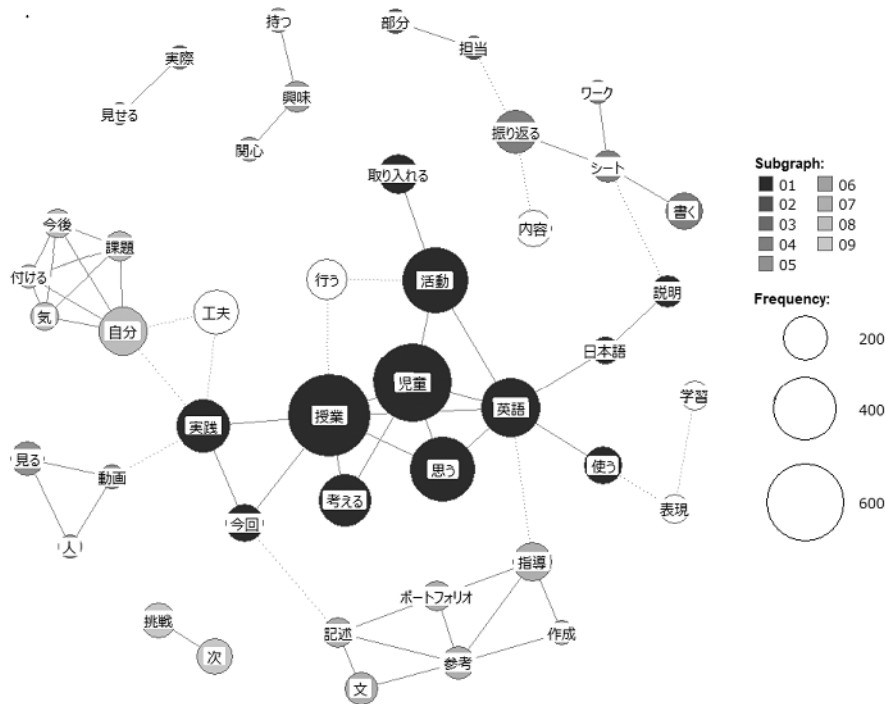 持つ
部分
担当
実際
見せる
興味
関心
ワーク
振り返る
シート
取り入れる
書く
内容
今後
課題
付ける
気
自分
工夫
行う
活動
説明
日本語
児童
授業
英語
学習
実践
思う
使う
考える
今回
表現
見る
動画
人
指導
ポートフォリオ
記述
参考
作成
文
挑戦
次
Subgraph:
01 06
02 07
03 08
04 09
05
Frequency:
200
400
600